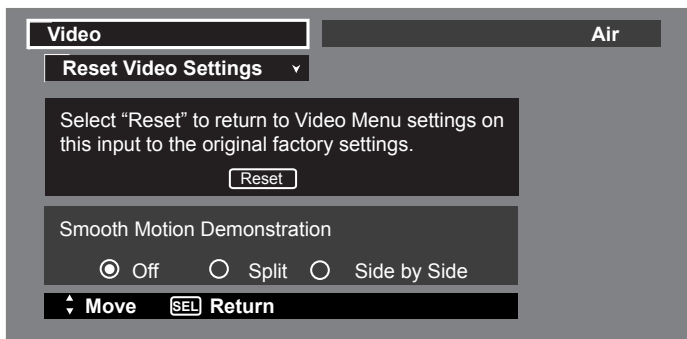 Video
Air
Reset Video Settings
Select “Reset” to return to Video Menu settings on
this input to the original factory settings.
Reset
Smooth Motion Demonstration
Off Split Side by Side
Move SEL Return